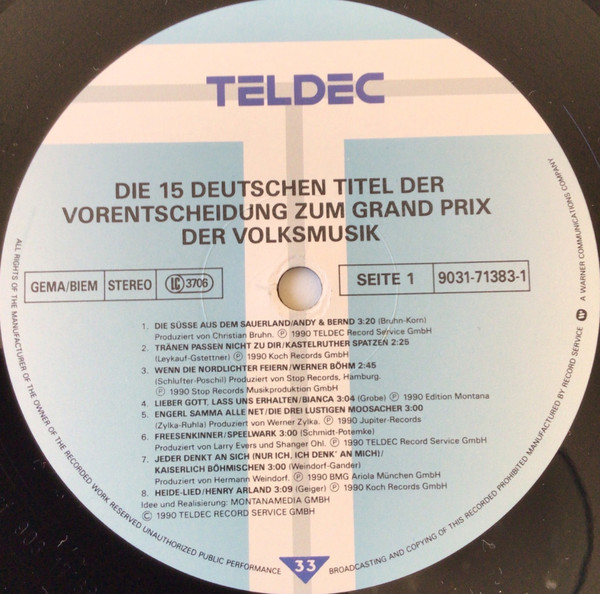 TELDEC
DIE 15 DEUTSCHEN TITEL DER
VORENTSCHEIDUNG ZUM GRAND PRIX
DER VOLKSMUSIK
GEMA/BIEM STEREO LC 3706
SEITE 1 9031-71383-1
1. DIE SÜSSE AUS DEM SAUERLAND/ANDY & BERND 3:20 (Bruhn-Korn)
Produziert von Christian Bruhn. ℗ 1990 TELDEC Record Service GmbH
2. TRÄNEN PASSEN NICHT ZU DIR/KASTELRUTHER SPATZEN 2:25
(Leykauf-Gstettner) ℗ 1990 Koch Records GmbH
3. WENN DIE NORDLICHTER FEIERN/WERNER BÖHM 2:45
(Schlufter-Poschil) Produziert von Stop Records, Hamburg.
℗ 1990 Stop Records Musikproduktion GmbH
4. LIEBER GOTT, LASS UNS ERHALTEN/BIANCA 3:04 (Grobe) ℗ 1990 Edition Montana
5. ENGERL SAMMA ALLE NET/DIE DREI LUSTIGEN MOOSACHER 3:00
(Zylka-Ruhla) Produziert von Werner Zylka. ℗ 1990 Jupiter-Records
6. FREESENKINNER/SPEELWARK 3:00 (Schmidt-Potemke)
Produziert von Larry Evers und Shanger Ohl. ℗ 1990 TELDEC Record Service GmbH
7. JEDER DENKT AN SICH (NUR ICH, ICH DENK' AN MICH)/
KAISERLICH BÖHMISCHEN 3:00 (Weindorf-Gander)
Produziert von Hermann Weindorf. ℗ 1990 BMG Ariola München GmbH
8. HEIDE-LIED/HENRY ARLAND 3:09 (Geiger) ℗ 1990 Koch Records GmbH
Idee und Realisierung: MONTANAMEDIA GMBH
© 1990 TELDEC RECORD SERVICE GMBH
33
ALL RIGHTS OF THE MANUFACTURER OF THE OWNER OF THE RECORDED WORK RESERVED UNAUTHORIZED PUBLIC PERFORMANCE
BROADCASTING AND COPYING OF THIS RECORD PROHIBITED MANUFACTURED BY RECORD SERVICE W A WARNER COMMUNICATIONS COMPANY